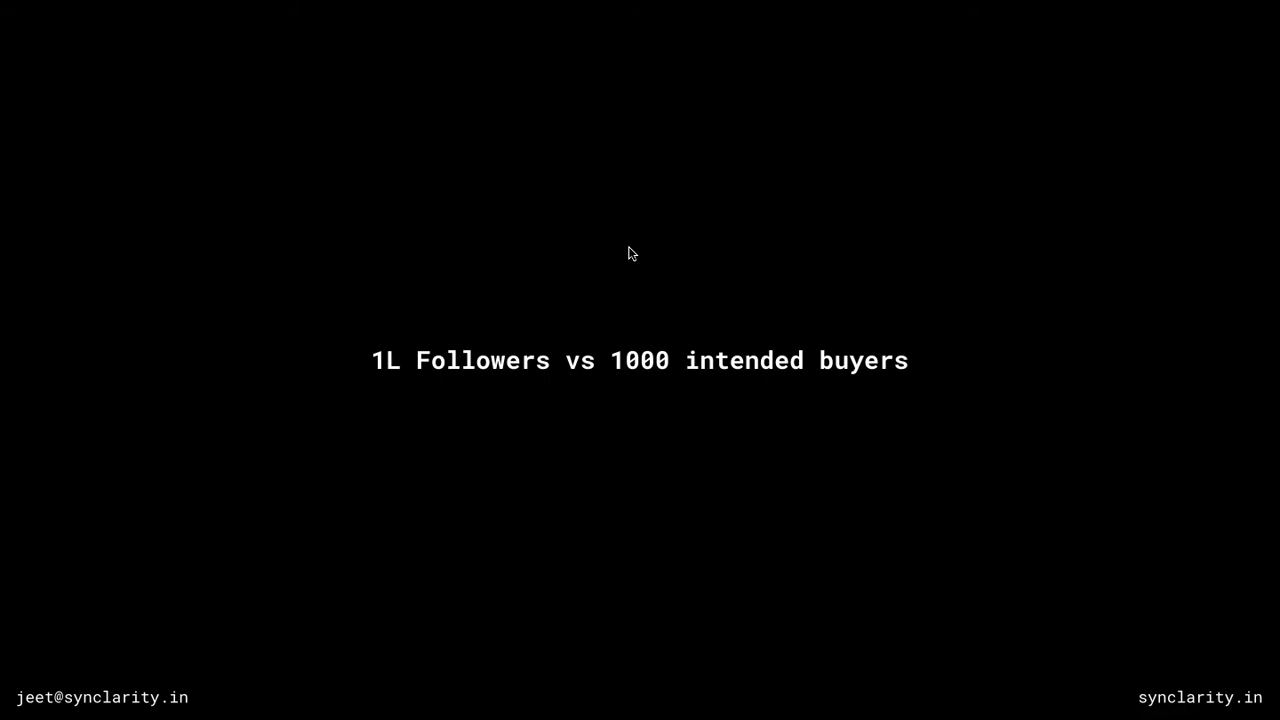 1L Followers vs 1000 intended buyers
jeet@synclarity.in
synclarity.in